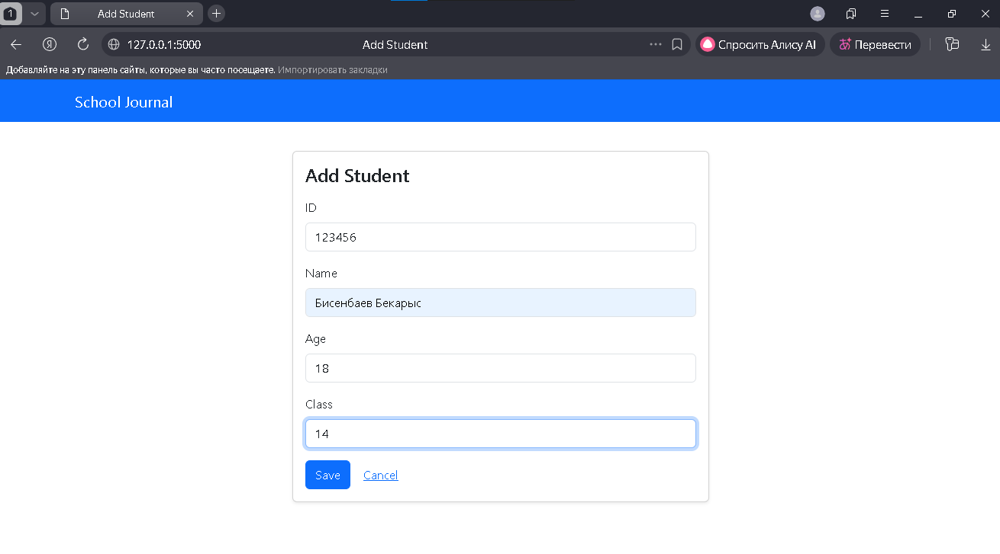 1
Add Student
127.0.0.1:5000
Add Student
Спросить Алису AI
Перевести
Добавляйте на эту панель сайты, которые вы часто посещаете. Импортировать закладки
School Journal
Add Student
ID
123456
Name
Бисенбаев Бекарыс
Age
18
Class
14
Save
Cancel